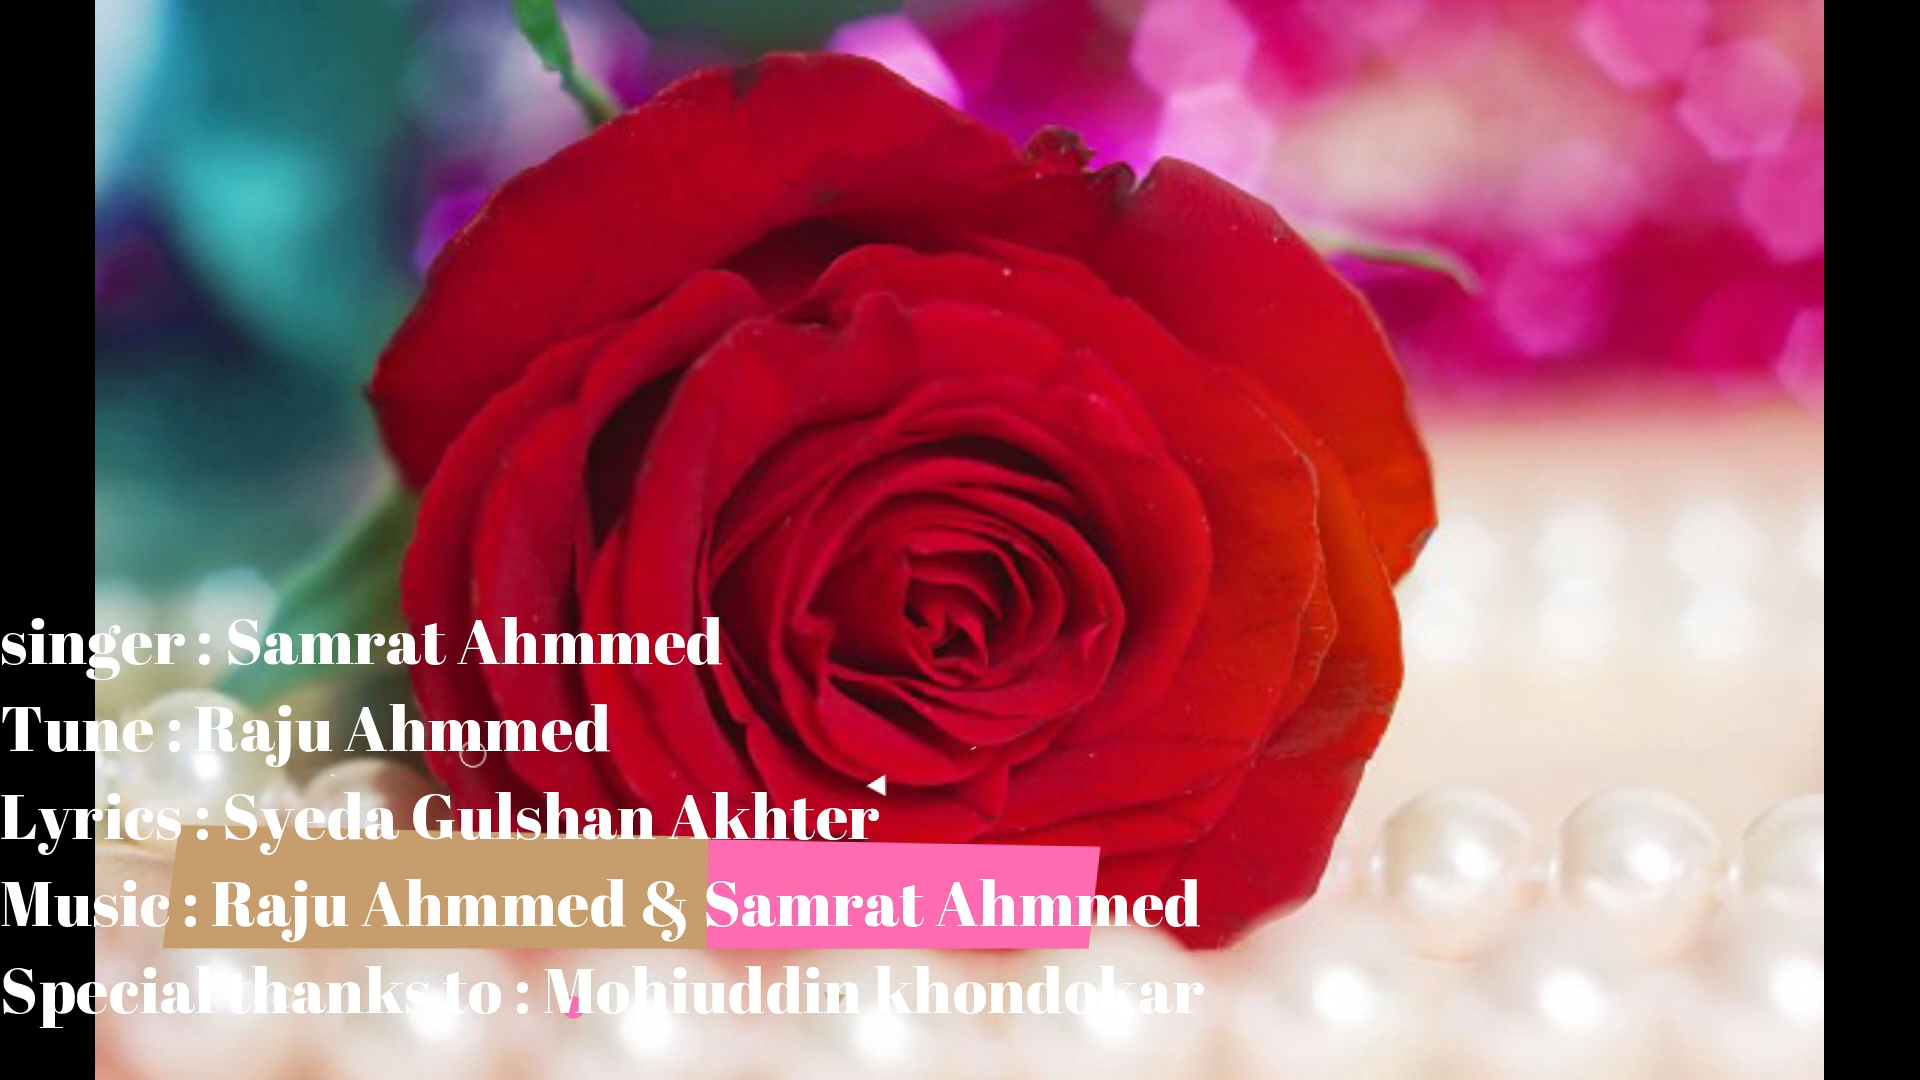 singer : Samrat Ahmmed
Tune : Raju Ahmmed
Lyrics : Syeda Gulshan Akhter
Music : Raju Ahmmed & Samrat Ahmmed
Special thanks to : Mohiuddin khondokar